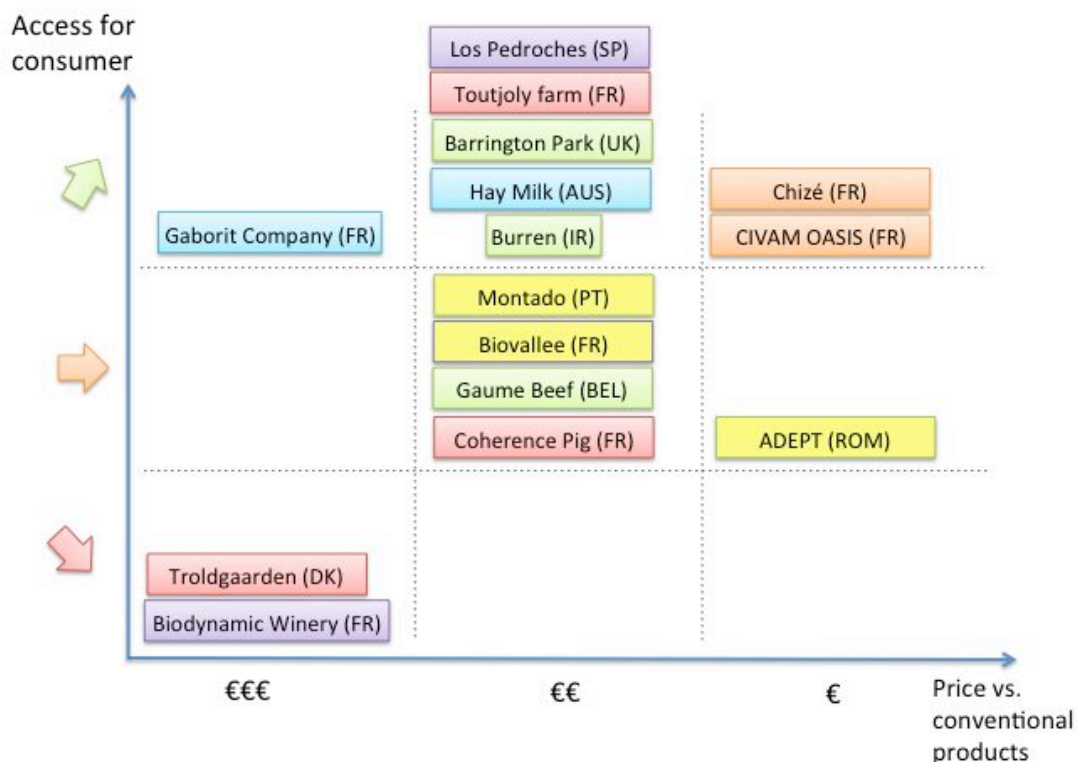 Access for
consumer
Los Pedroches (SP)
Toutjoly farm (FR)
Barrington Park (UK)
Hay Milk (AUS)
Chizé (FR)
Gaborit Company (FR)
Burren (IR)
CIVAM OASIS (FR)
Montado (PT)
Biovallee (FR)
Gaume Beef (BEL)
Coherence Pig (FR)
ADEPT (ROM)
Troldgaarden (DK)
Biodynamic Winery (FR)
€€€
€€
€
Price vs.
conventional
products